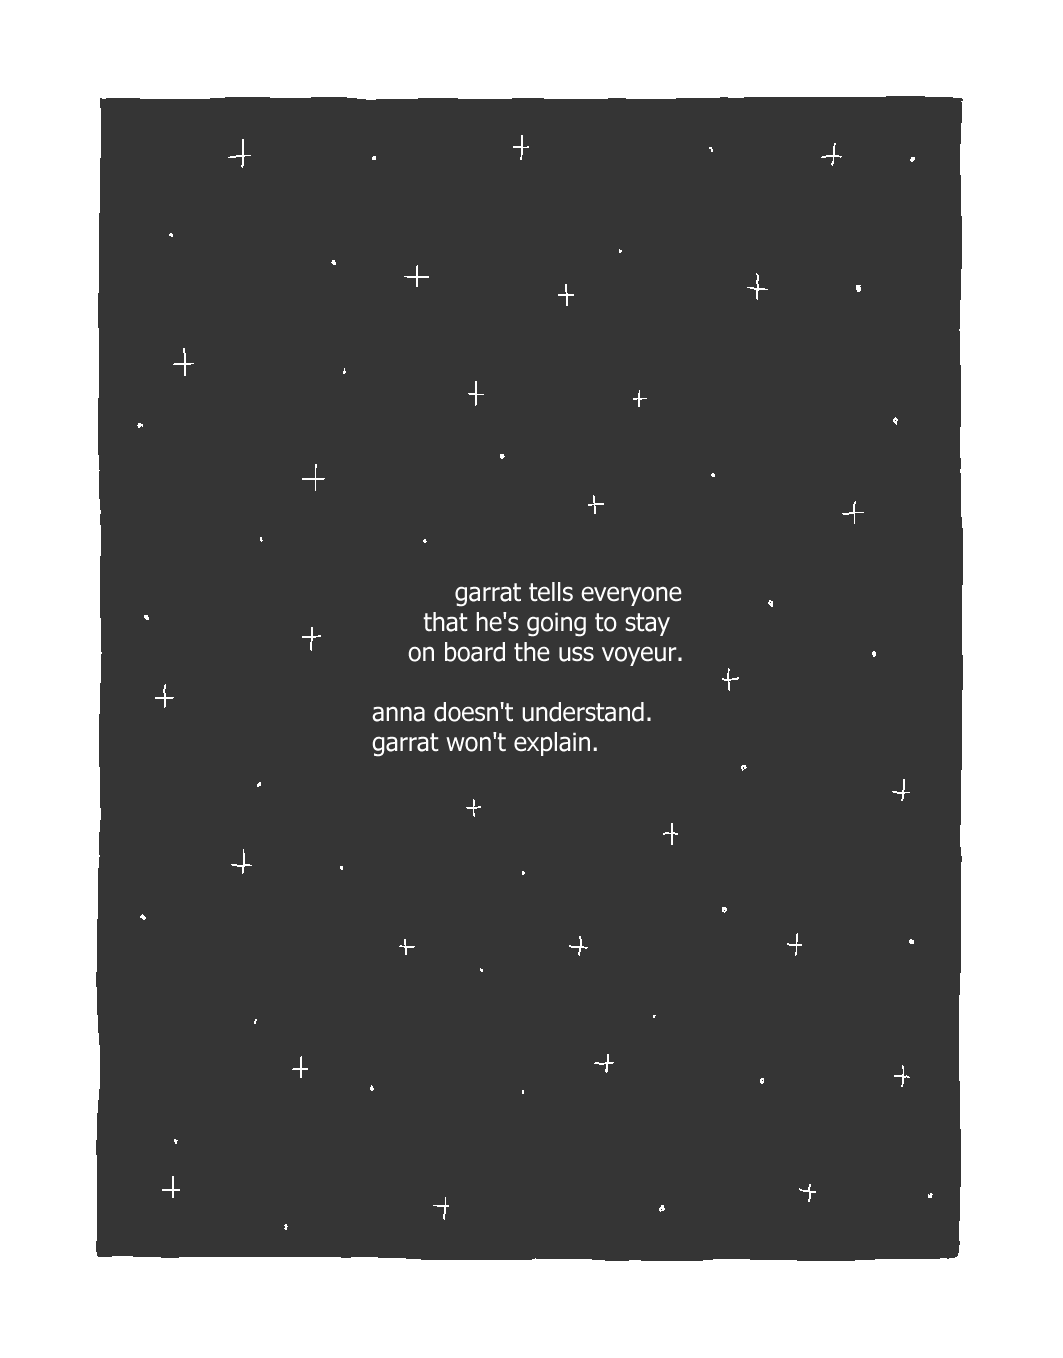 garrat tells everyone
that he's going to stay
on board the uss voyeur.
anna doesn't understand.
garrat won't explain.